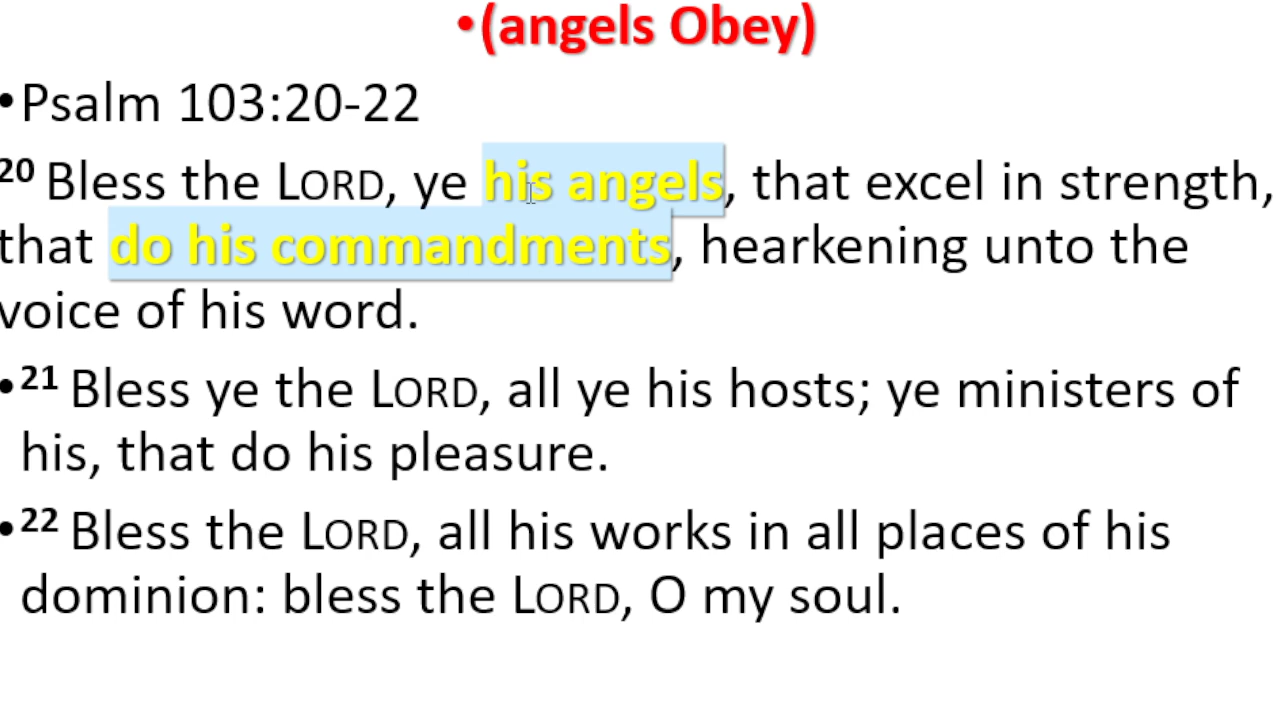 •(angels Obey)
•Psalm 103:20-22
20 Bless the LORD, ye his angels, that excel in strength,
that do his commandments, hearkening unto the
voice of his word.
•21 Bless ye the LORD, all ye his hosts; ye ministers of
his, that do his pleasure.
•22 Bless the LORD, all his works in all places of his
dominion: bless the LORD, O my soul.